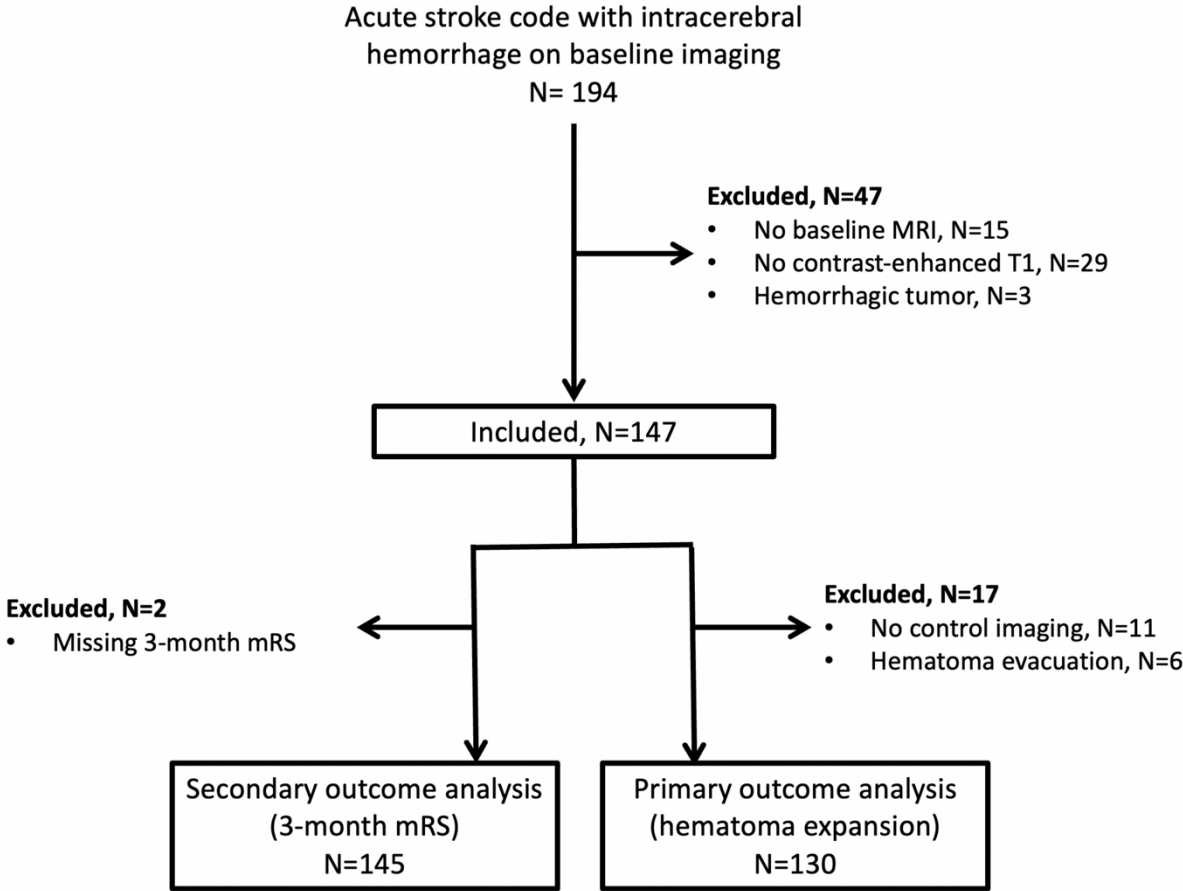 Acute stroke code with intracerebral
hemorrhage on baseline imaging
N= 194
Excluded, N=47
• No baseline MRI, N=15
• No contrast-enhanced T1, N=29
• Hemorrhagic tumor, N=3
Included, N=147
Excluded, N=2
• Missing 3-month mRS
Excluded, N=17
• No control imaging, N=11
• Hematoma evacuation, N=6
Secondary outcome analysis
(3-month mRS)
N=145
Primary outcome analysis
(hematoma expansion)
N=130